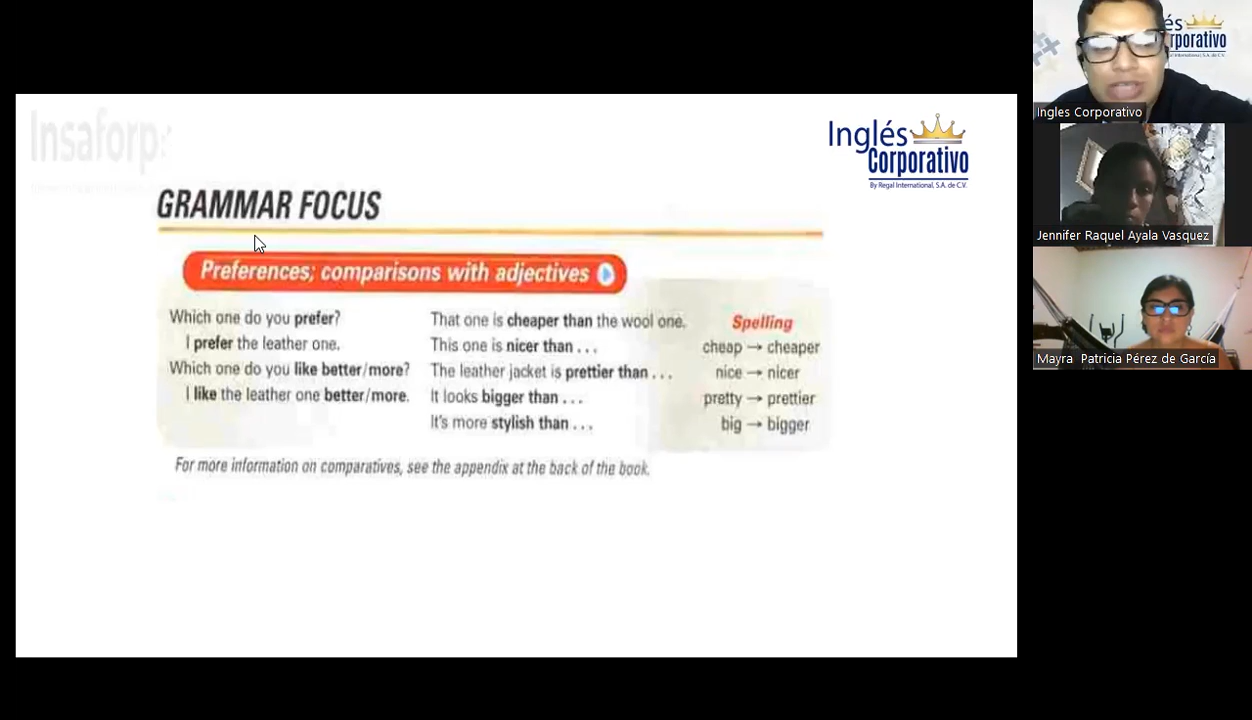 Insaforp
Inglés
Corporativo
By Regal International, S.A. de C.V.
GRAMMAR FOCUS
Preferences; comparisons with adjectives
Which one do you prefer?
I prefer the leather one.
Which one do you like better/more?
I like the leather one better/more.
That one is cheaper than the wool one.
This one is nicer than . . .
The leather jacket is prettier than . . .
It looks bigger than . . .
It's more stylish than . . .
Spelling
cheap → cheaper
nice → nicer
pretty → prettier
big → bigger
For more information on comparatives, see the appendix at the back of the book.
és
rporativo
Ingles Corporativo
Jennifer Raquel Ayala Vasquez
Mayra Patricia Pérez de García